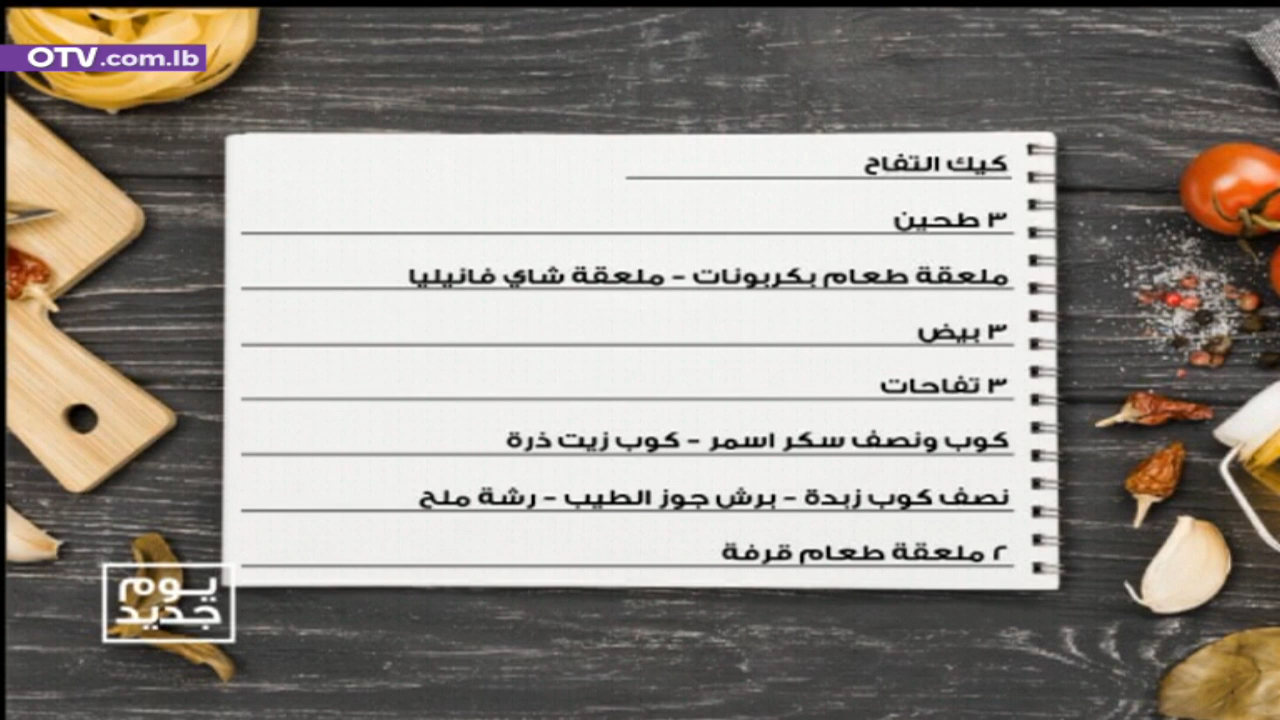 OTV.com.lb
كيك التفاح
٣ طحين
ملعقة طعام بكربونات - ملعقة شاي فانيليا
٣ بيض
٣ تفاحات
كوب ونصف سكر اسمر - كوب زيت ذرة
نصف كوب زبدة - برش جوز الطيب - رشة ملح
٢ ملعقة طعام قرفة
يوم
جديد